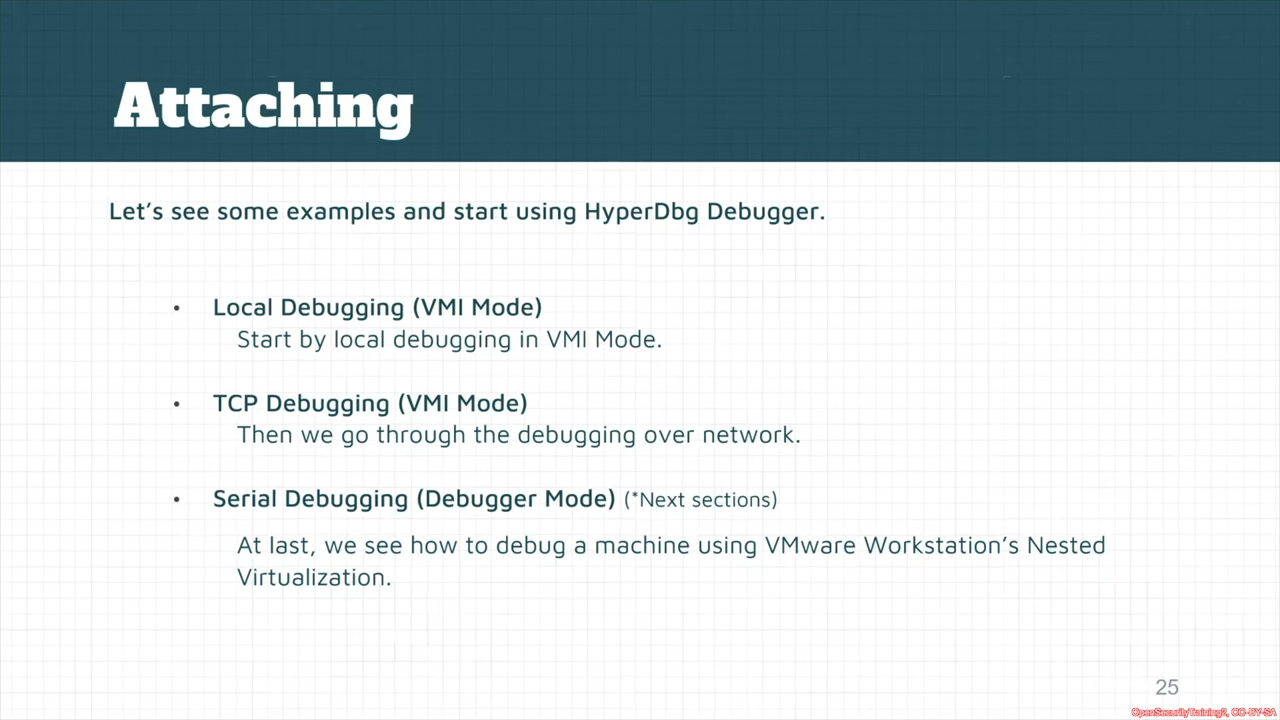 Attaching
Let’s see some examples and start using HyperDbg Debugger.
• Local Debugging (VMI Mode)
Start by local debugging in VMI Mode.
• TCP Debugging (VMI Mode)
Then we go through the debugging over network.
• Serial Debugging (Debugger Mode) (*Next sections)
At last, we see how to debug a machine using VMware Workstation’s Nested
Virtualization.
25
OpenSecurityTraining2, CC-BY-SA